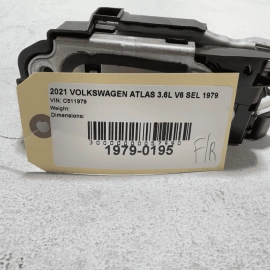 2021 VOLKSWAGEN ATLAS 3.6L V6 SEL 1979
VIN: C511979
Weight:
Dimensions:
1979-0195
F/R